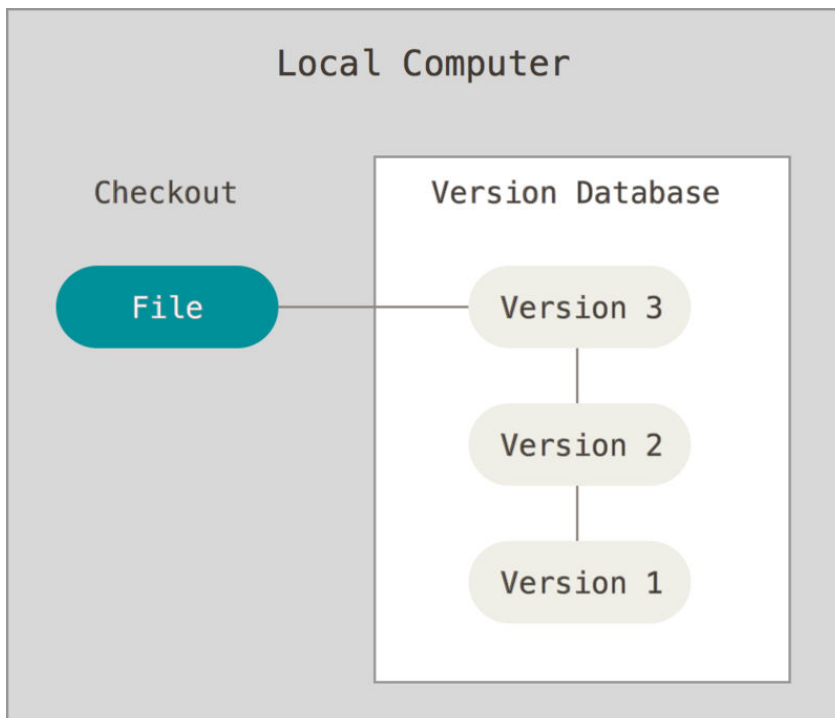 Local Computer
Checkout
Version Database
File
Version 3
Version 2
Version 1